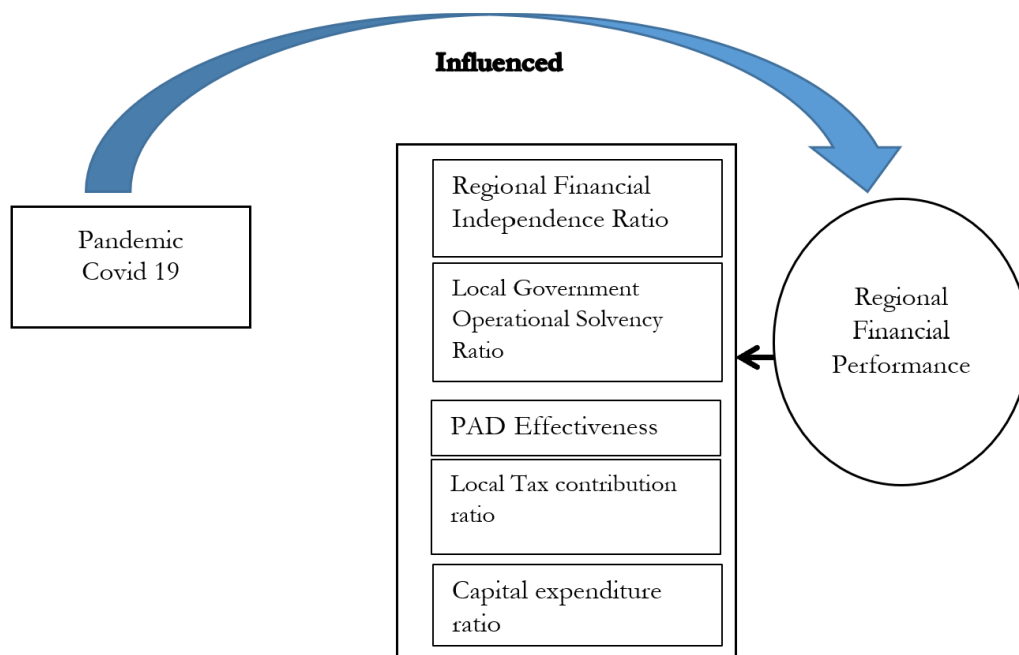 Influenced
Pandemic
Covid 19
Regional Financial
Independence Ratio
Local Government
Operational Solvency
Ratio
PAD Effectiveness
Local Tax contribution
ratio
Capital expenditure
ratio
Regional
Financial
Performance